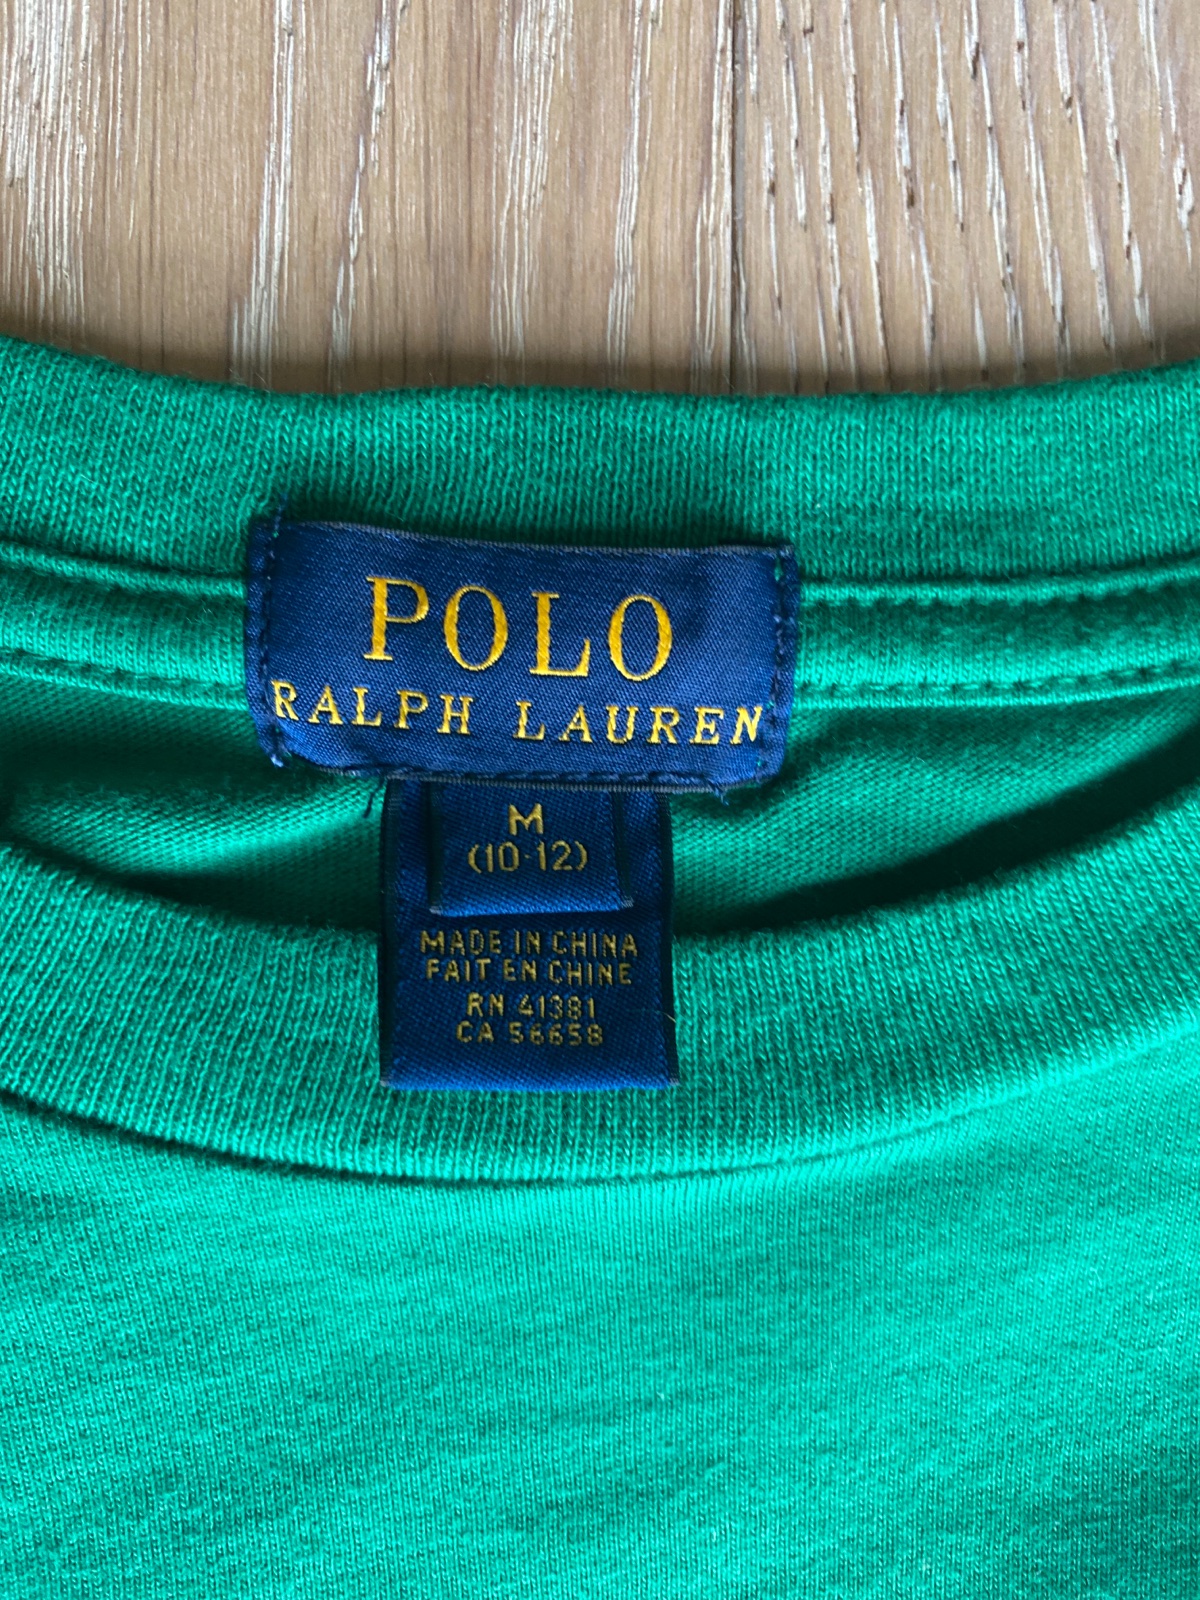 POLO
RALPH LAUREN
M
(10-12)
MADE IN CHINA
FAIT EN CHINE
RN 41381
CA 56658